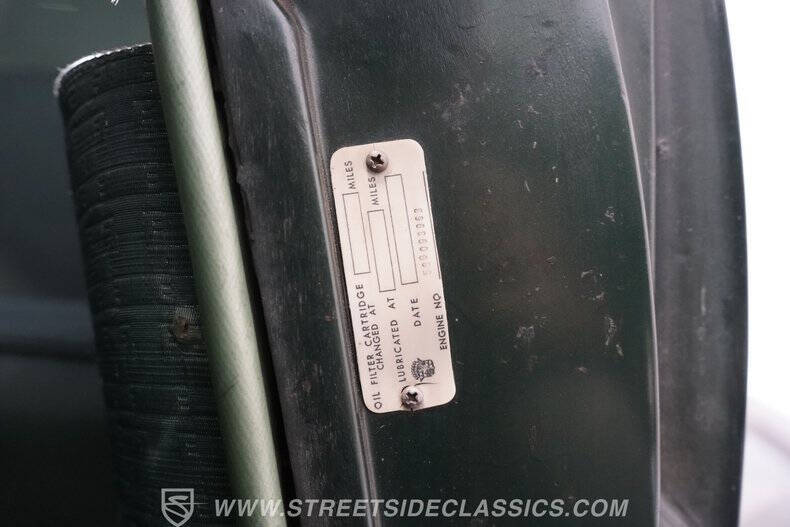 OIL FILTER CARTRIDGE MILES
CHANGED AT
LUBRICATED AT MILES
DATE
ENGINE NO
WWW.STREETSIDECLASSICS.COM